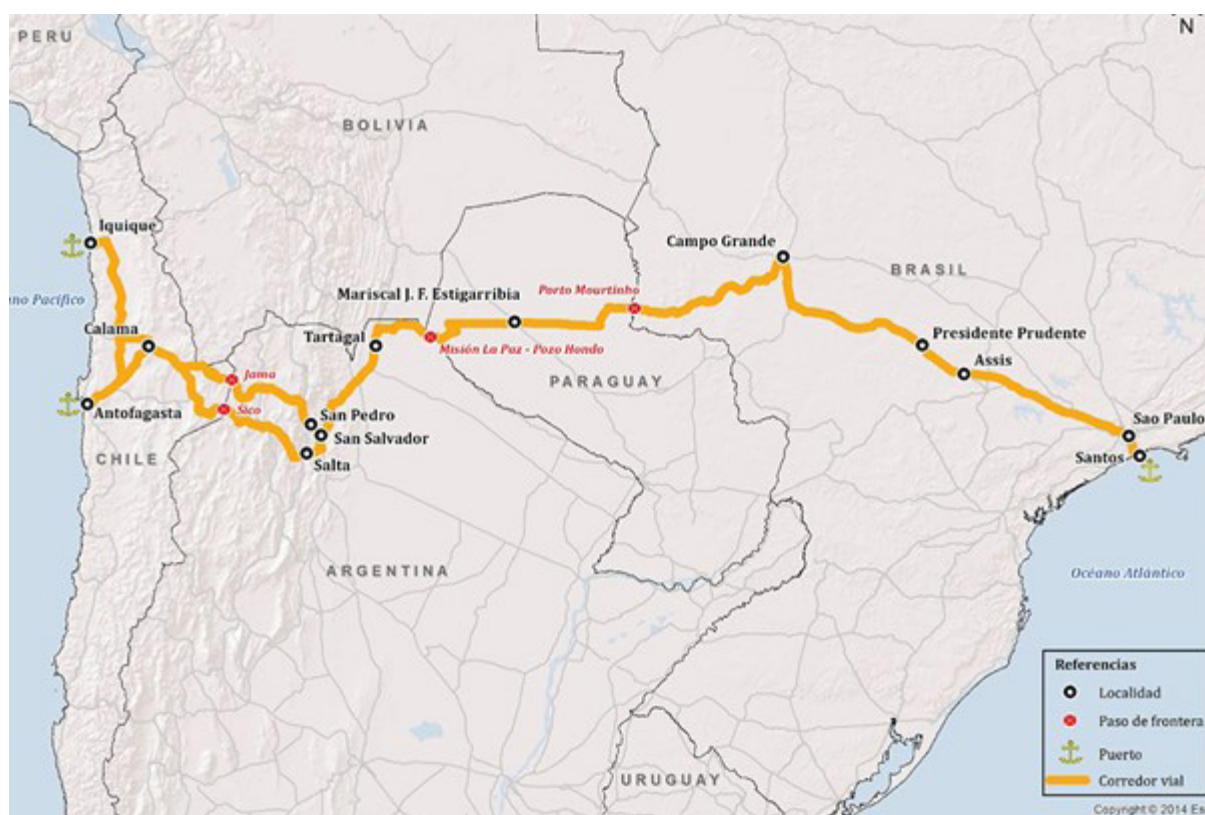 N
PERU
BOLIVIA
Iquique
Campo Grande
BRASIL
ano Pacífico
Porto Mourtinho
Mariscal J. F. Estigarribia
Calama
Tartagal
Presidente Prudente
Misión La Paz - Pozo Hondo
Jama
Assis
PARAGUAY
Antofagasta
Sico
San Pedro
Sao Paulo
San Salvador
CHILE
Salta
Santos
ARGENTINA
Océano Atlántico
Referencias
Localidad
Paso de frontera
Puerto
URUGUAY
Corredor vial
Copyright © 2014 Es